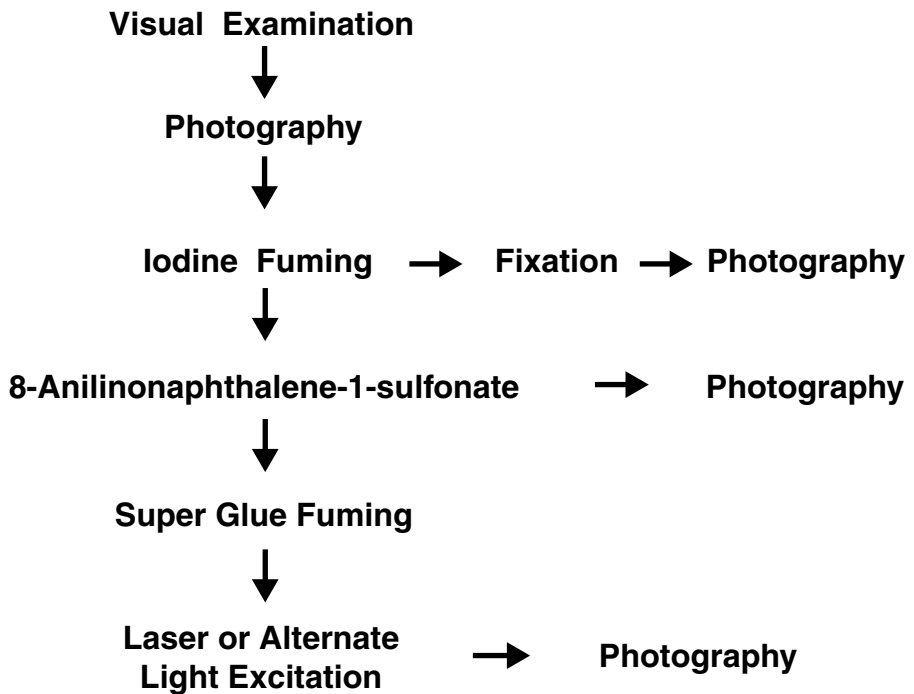 Visual Examination
Photography
Iodine Fuming Fixation Photography
8-Anilinonaphthalene-1-sulfonate Photography
Super Glue Fuming
Laser or Alternate
Light Excitation Photography